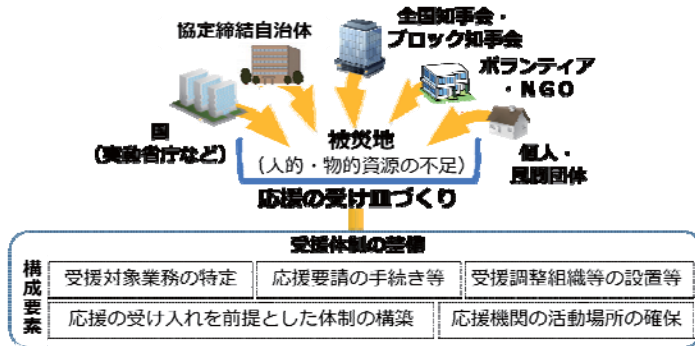 全国知事会・
ブロック知事会
協定締結自治体
ボランティア
・ＮＧＯ
国
（実動省庁など）
被災地
（人的・物的資源の不足）
個人・
民間団体
応援の受け皿づくり
受援体制の整備
構成要素
受援対象業務の特定
応援要請の手続き等
受援調整組織等の設置等
応援の受け入れを前提とした体制の構築
応援機関の活動場所の確保